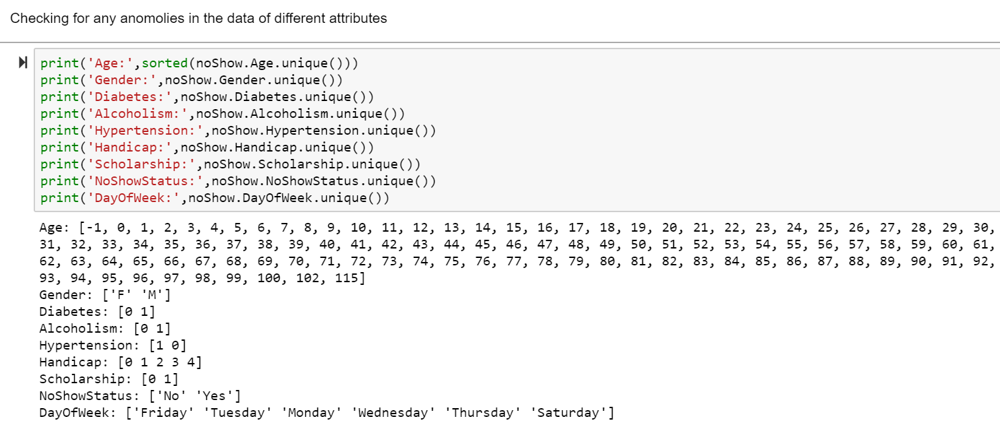 Checking for any anomolies in the data of different attributes
print('Age:',sorted(noShow.Age.unique()))
print('Gender:',noShow.Gender.unique())
print('Diabetes:',noShow.Diabetes.unique())
print('Alcoholism:',noShow.Alcoholism.unique())
print('Hypertension:',noShow.Hypertension.unique())
print('Handicap:',noShow.Handicap.unique())
print('Scholarship:',noShow.Scholarship.unique())
print('NoShowStatus:',noShow.NoShowStatus.unique())
print('DayOfWeek:',noShow.DayOfWeek.unique())
Age: [-1, 0, 1, 2, 3, 4, 5, 6, 7, 8, 9, 10, 11, 12, 13, 14, 15, 16, 17, 18, 19, 20, 21, 22, 23, 24, 25, 26, 27, 28, 29, 30,
31, 32, 33, 34, 35, 36, 37, 38, 39, 40, 41, 42, 43, 44, 45, 46, 47, 48, 49, 50, 51, 52, 53, 54, 55, 56, 57, 58, 59, 60, 61,
62, 63, 64, 65, 66, 67, 68, 69, 70, 71, 72, 73, 74, 75, 76, 77, 78, 79, 80, 81, 82, 83, 84, 85, 86, 87, 88, 89, 90, 91, 92,
93, 94, 95, 96, 97, 98, 99, 100, 102, 115]
Gender: ['F' 'M']
Diabetes: [0 1]
Alcoholism: [0 1]
Hypertension: [1 0]
Handicap: [0 1 2 3 4]
Scholarship: [0 1]
NoShowStatus: ['No' 'Yes']
DayOfWeek: ['Friday' 'Tuesday' 'Monday' 'Wednesday' 'Thursday' 'Saturday']